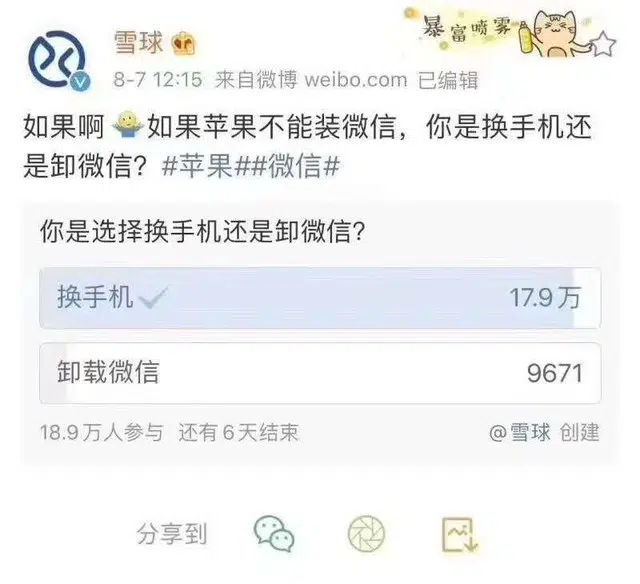 雪球
暴富喷雾
8-7 12:15 来自微博 weibo.com 已编辑
如果啊 如果苹果不能装微信，你是换手机还
是卸微信？#苹果##微信#
你是选择换手机还是卸微信？
换手机 17.9万
卸载微信 9671
18.9万人参与 还有6天结束 @雪球 创建
分享到